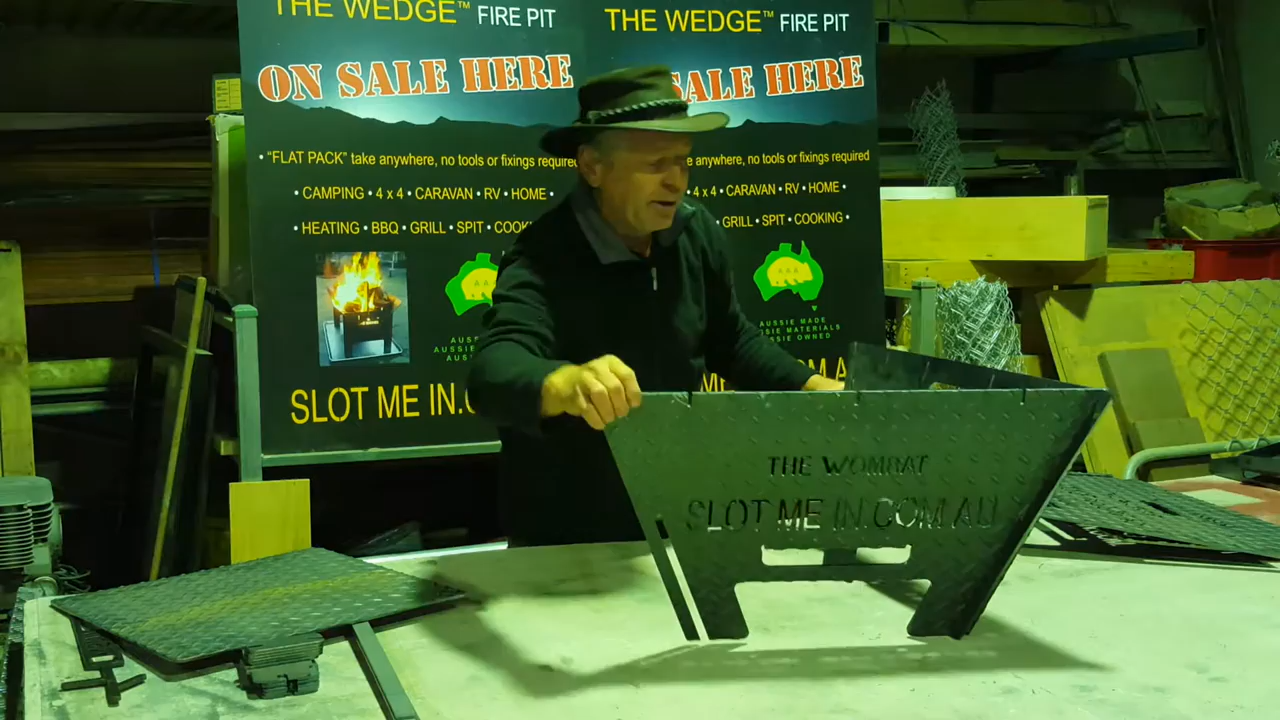 THE WEDGE™ FIRE PIT
ON SALE HERE
• "FLAT PACK" take anywhere, no tools or fixings required
• CAMPING • 4 x 4 • CARAVAN • RV • HOME •
• HEATING • BBQ • GRILL • SPIT •
SLOT ME IN.
THE WEDGE™ FIRE PIT
SALE HERE
anywhere, no tools or fixings required
4 x 4 • CARAVAN • RV • HOME •
GRILL • SPIT • COOKING •
AAA
AUSSIE MADE
MATERIALS
OWNED
THE WOMBAT
SLOT ME IN.COM.AU